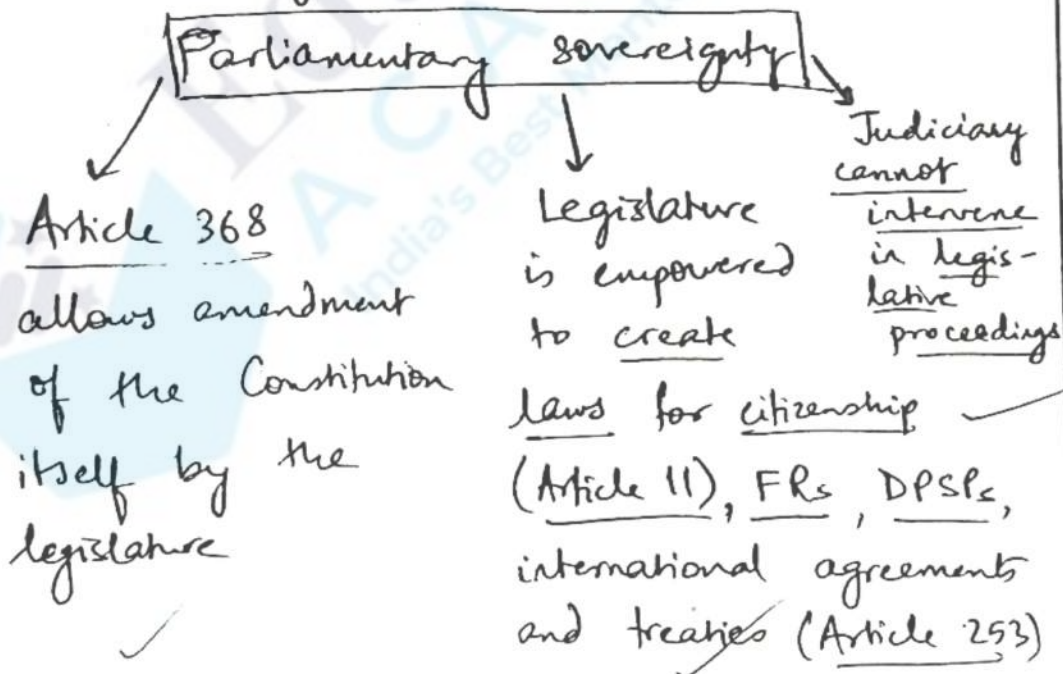 Parliamentary sovereignty
Article 368
allows amendment
of the Constitution
itself by the
legislature
Legislature
is empowered
to create
laws for citizenship
(Article 11), FRs, DPSPs,
international agreements
and treaties (Article 253)
Judiciary
cannot
intervene
in legis-
lative
proceedings
A C A
India's Best